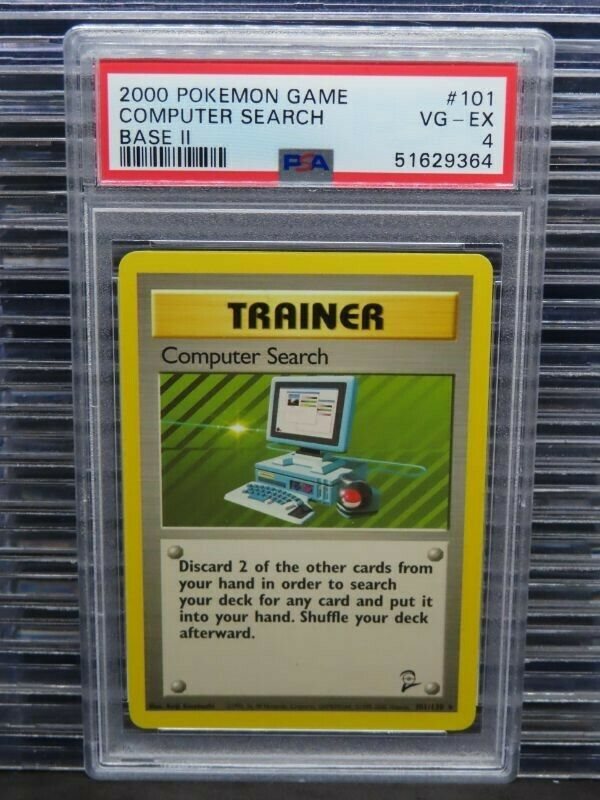 2000 POKEMON GAME #101
COMPUTER SEARCH VG - EX
BASE II 4
PSA 51629364
TRAINER
Computer Search
Discard 2 of the other cards from
your hand in order to search
your deck for any card and put it
into your hand. Shuffle your deck
afterward.
101/130